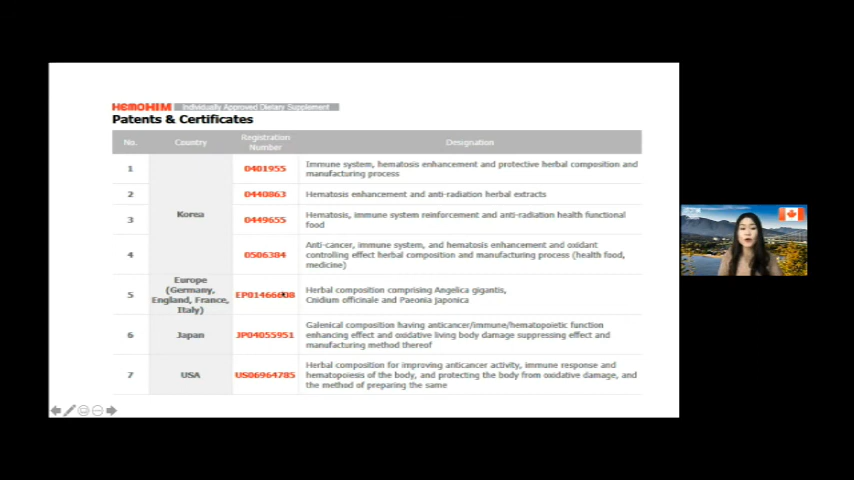 HemoHIM Individually Approved Dietary Supplement
Patents & Certificates
No. Country Registration Number Designation
1 Korea 0401955 Immune system, hematosis enhancement and protective herbal composition and
manufacturing process
2 0440863 Hematosis enhancement and anti-radiation herbal extracts
3 0449655 Hematosis, immune system reinforcement and anti-radiation health functional
food
4 0506384 Anti-cancer, immune system, and hematosis enhancement and oxidant
controlling effect herbal composition and manufacturing process (health food,
medicine)
5 Europe
(Germany,
England, France,
Italy)
EP01466608 Herbal composition comprising Angelica gigantis,
Cnidium officinale and Paeonia japonica
6 Japan JP04055951 Galenical composition having anticancer/immune/hematopoietic function
enhancing effect and oxidative living body damage suppressing effect and
manufacturing method thereof
7 USA US06964785 Herbal composition for improving anticancer activity, immune response and
hematopoiesis of the body, and protecting the body from oxidative damage, and
the method of preparing the same